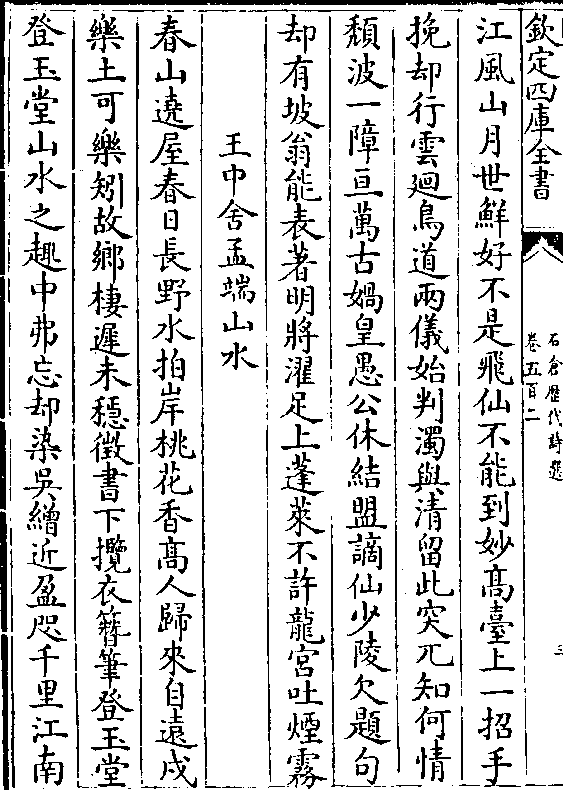 欽定四庫全書
石倉歷代詩選
卷五百二
三
江風山月世鮮好不是飛仙不能到妙髙臺上一招手
挽却行雲廻鳥道兩儀始判濁與清留此突兀知何情
頽波一障亘萬古媧皇愚公休結盟謫仙少陵欠題句
却有坡翁能表著明將濯足上蓬萊不許龍宮吐煙霧
王中舍孟端山水
春山遶屋春日長野水拍岸桃花香髙人歸來自遠戍
樂土可樂矧故鄉棲遲未穩徵書下攬衣簪筆登玉堂
登玉堂山水之趣中弗忘却染吳繒近盈咫千里江南